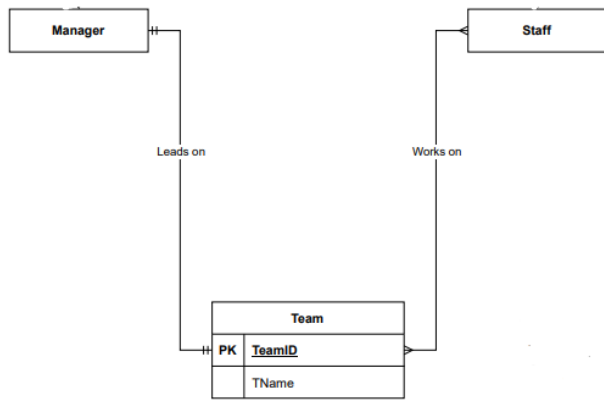 Manager
Staff
Leads on
Works on
Team
PK TeamID
TName